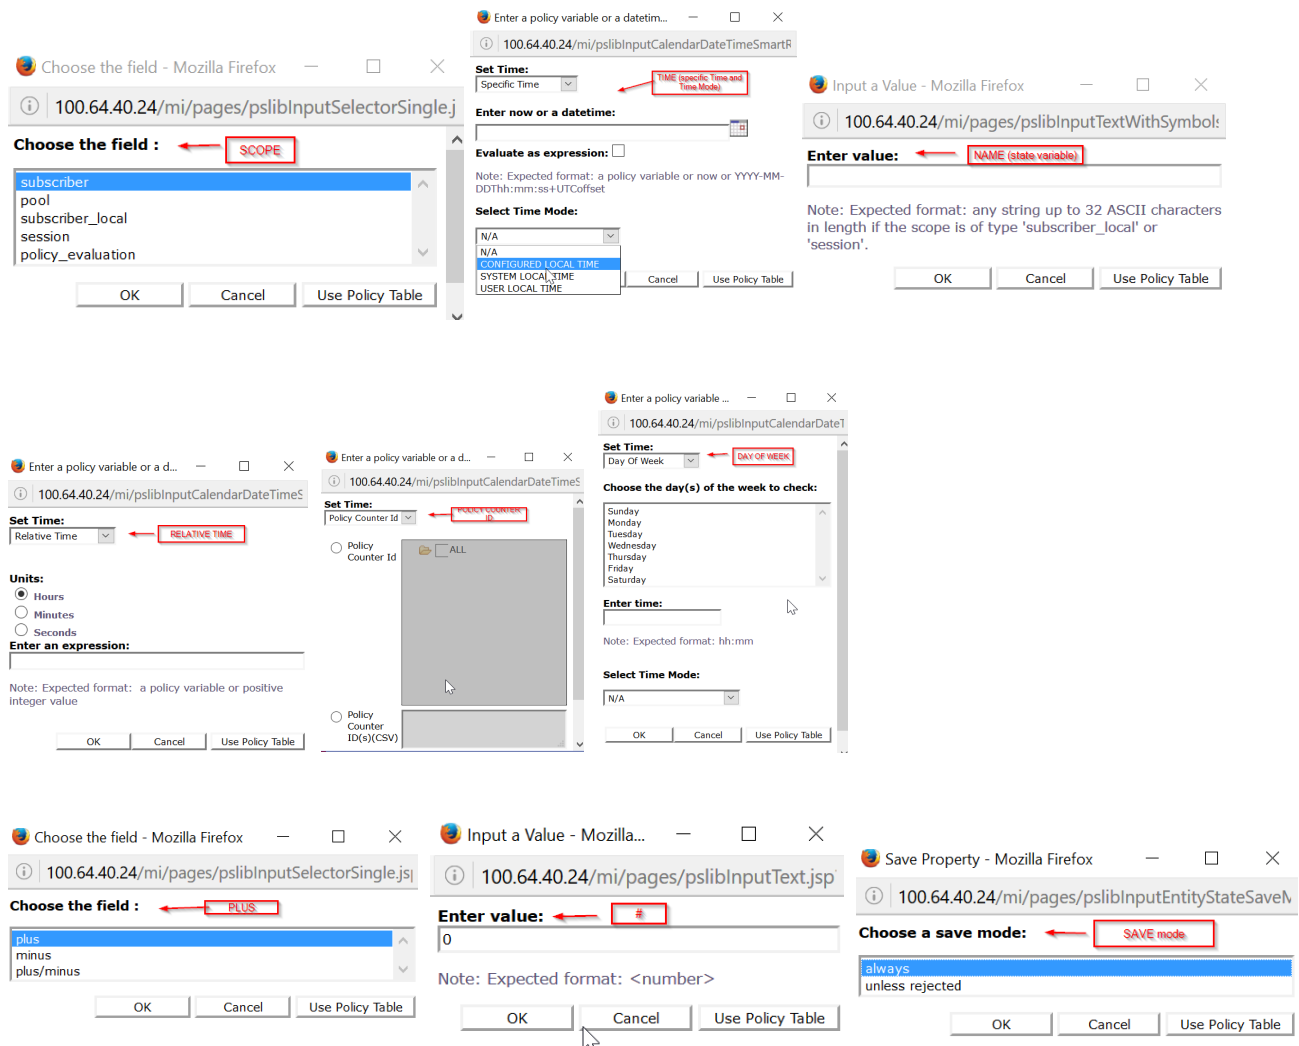 Choose the field - Mozilla Firefox
100.64.40.24/mi/pages/pslibInputSelectorSingle.j
Choose the field :
SCOPE
subscriber
pool
subscriber_local
session
policy_evaluation
OK Cancel Use Policy Table
Enter a policy variable or a datetim...
100.64.40.24/mi/pslibInputCalendarDateTimeSmartR
Set Time:
Specific Time
TIME (specific Time and
Time Mode)
Enter now or a datetime:
Evaluate as expression:
Note: Expected format: a policy variable or now or YYYY-MM-
DDThh:mm:ss+UTCoffset
Select Time Mode:
N/A
N/A
CONFIGURED LOCAL TIME
SYSTEM LOCAL TIME
USER LOCAL TIME
Cancel Use Policy Table
Input a Value - Mozilla Firefox
100.64.40.24/mi/pages/pslibInputTextWithSymbols
Enter value:
NAME (state variable)
Note: Expected format: any string up to 32 ASCII characters
in length if the scope is of type 'subscriber_local' or
'session'.
OK Cancel Use Policy Table
Enter a policy variable or a d...
100.64.40.24/mi/pslibInputCalendarDateTimeS
Set Time:
Relative Time
RELATIVE TIME
Units:
Hours
Minutes
Seconds
Enter an expression:
Note: Expected format: a policy variable or positive
integer value
OK Cancel Use Policy Table
Enter a policy variable or a d...
100.64.40.24/mi/pslibInputCalendarDateTimeS
Set Time:
Policy Counter Id
POLICY COUNTER
ID
Policy
Counter Id
ALL
Policy
Counter
ID(s)(CSV)
Enter a policy variable ...
100.64.40.24/mi/pslibInputCalendarDateT
Set Time:
Day Of Week
DAY OF WEEK
Choose the day(s) of the week to check:
Sunday
Monday
Tuesday
Wednesday
Thursday
Friday
Saturday
Enter time:
Note: Expected format: hh:mm
Select Time Mode:
N/A
OK Cancel Use Policy Table
Choose the field - Mozilla Firefox
100.64.40.24/mi/pages/pslibInputSelectorSingle.jsp
Choose the field :
PLUS
plus
minus
plus/minus
OK Cancel Use Policy Table
Input a Value - Mozilla...
100.64.40.24/mi/pages/pslibInputText.jsp
Enter value:
#
0
Note: Expected format: <number>
OK Cancel Use Policy Table
Save Property - Mozilla Firefox
100.64.40.24/mi/pages/pslibInputEntityStateSaveM
Choose a save mode:
SAVE mode
always
unless rejected
OK Cancel Use Policy Table